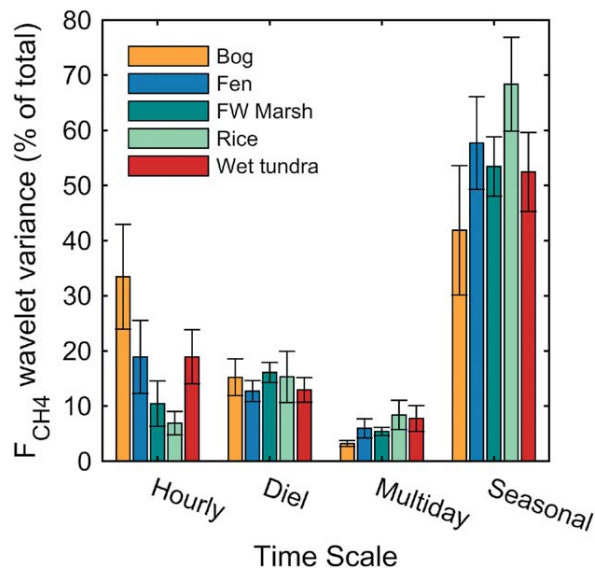 F_CH4 wavelet variance (% of total)
80
70
60
50
40
30
20
10
0
Bog
Fen
FW Marsh
Rice
Wet tundra
Hourly
Diel
Multiday
Seasonal
Time Scale